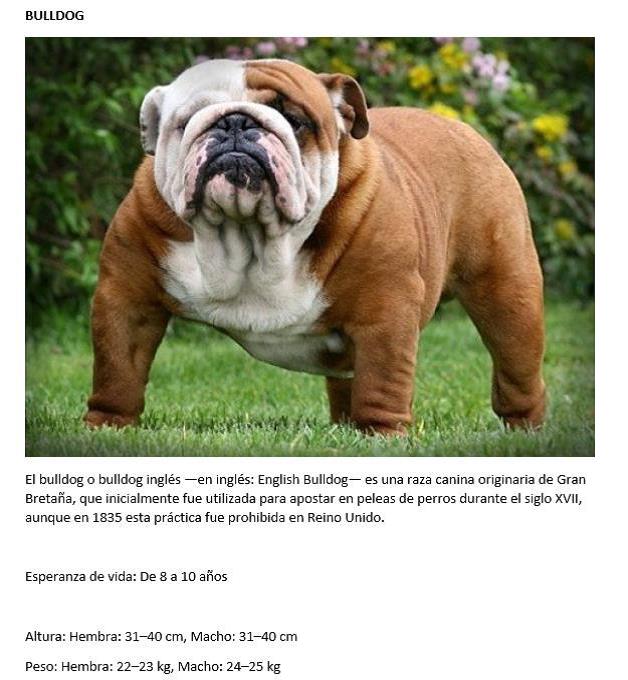 BULLDOG
El bulldog o bulldog inglés —en inglés: English Bulldog— es una raza canina originaria de Gran
Bretaña, que inicialmente fue utilizada para apostar en peleas de perros durante el siglo XVII,
aunque en 1835 esta práctica fue prohibida en Reino Unido.
Esperanza de vida: De 8 a 10 años
Altura: Hembra: 31–40 cm, Macho: 31–40 cm
Peso: Hembra: 22–23 kg, Macho: 24–25 kg